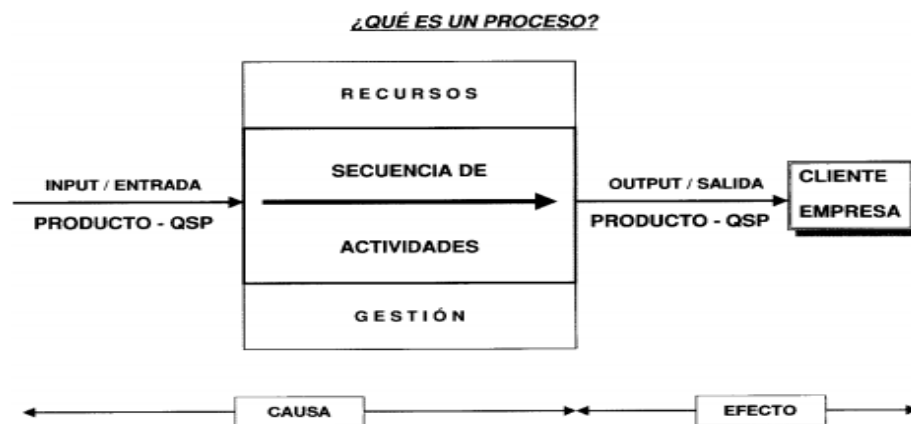 ¿QUÉ ES UN PROCESO?
RECURSOS
INPUT / ENTRADA
PRODUCTO - QSP
SECUENCIA DE
ACTIVIDADES
OUTPUT / SALIDA
PRODUCTO - QSP
CLIENTE
EMPRESA
GESTIÓN
CAUSA
EFECTO